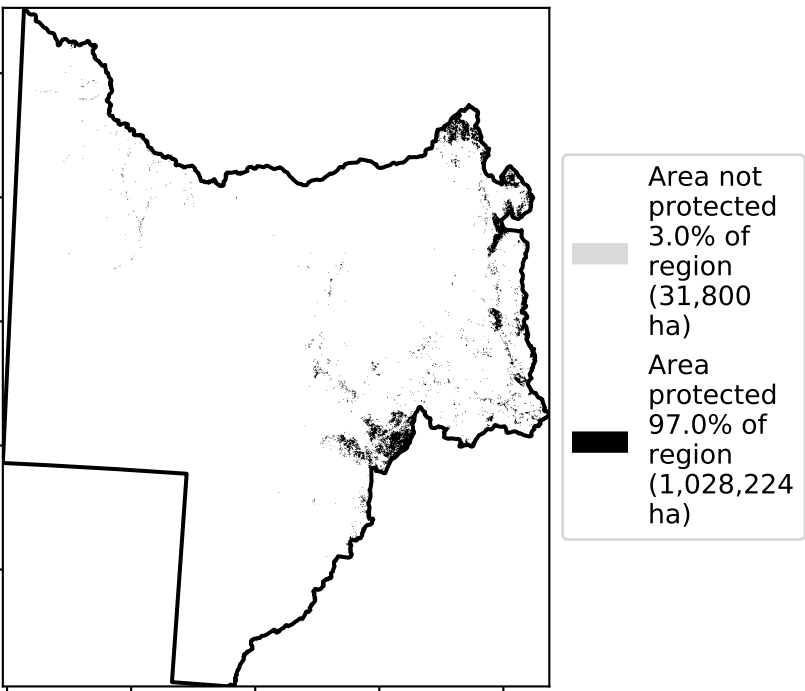 Area not
protected
3.0% of
region
(31,800
ha)
Area
protected
97.0% of
region
(1,028,224
ha)